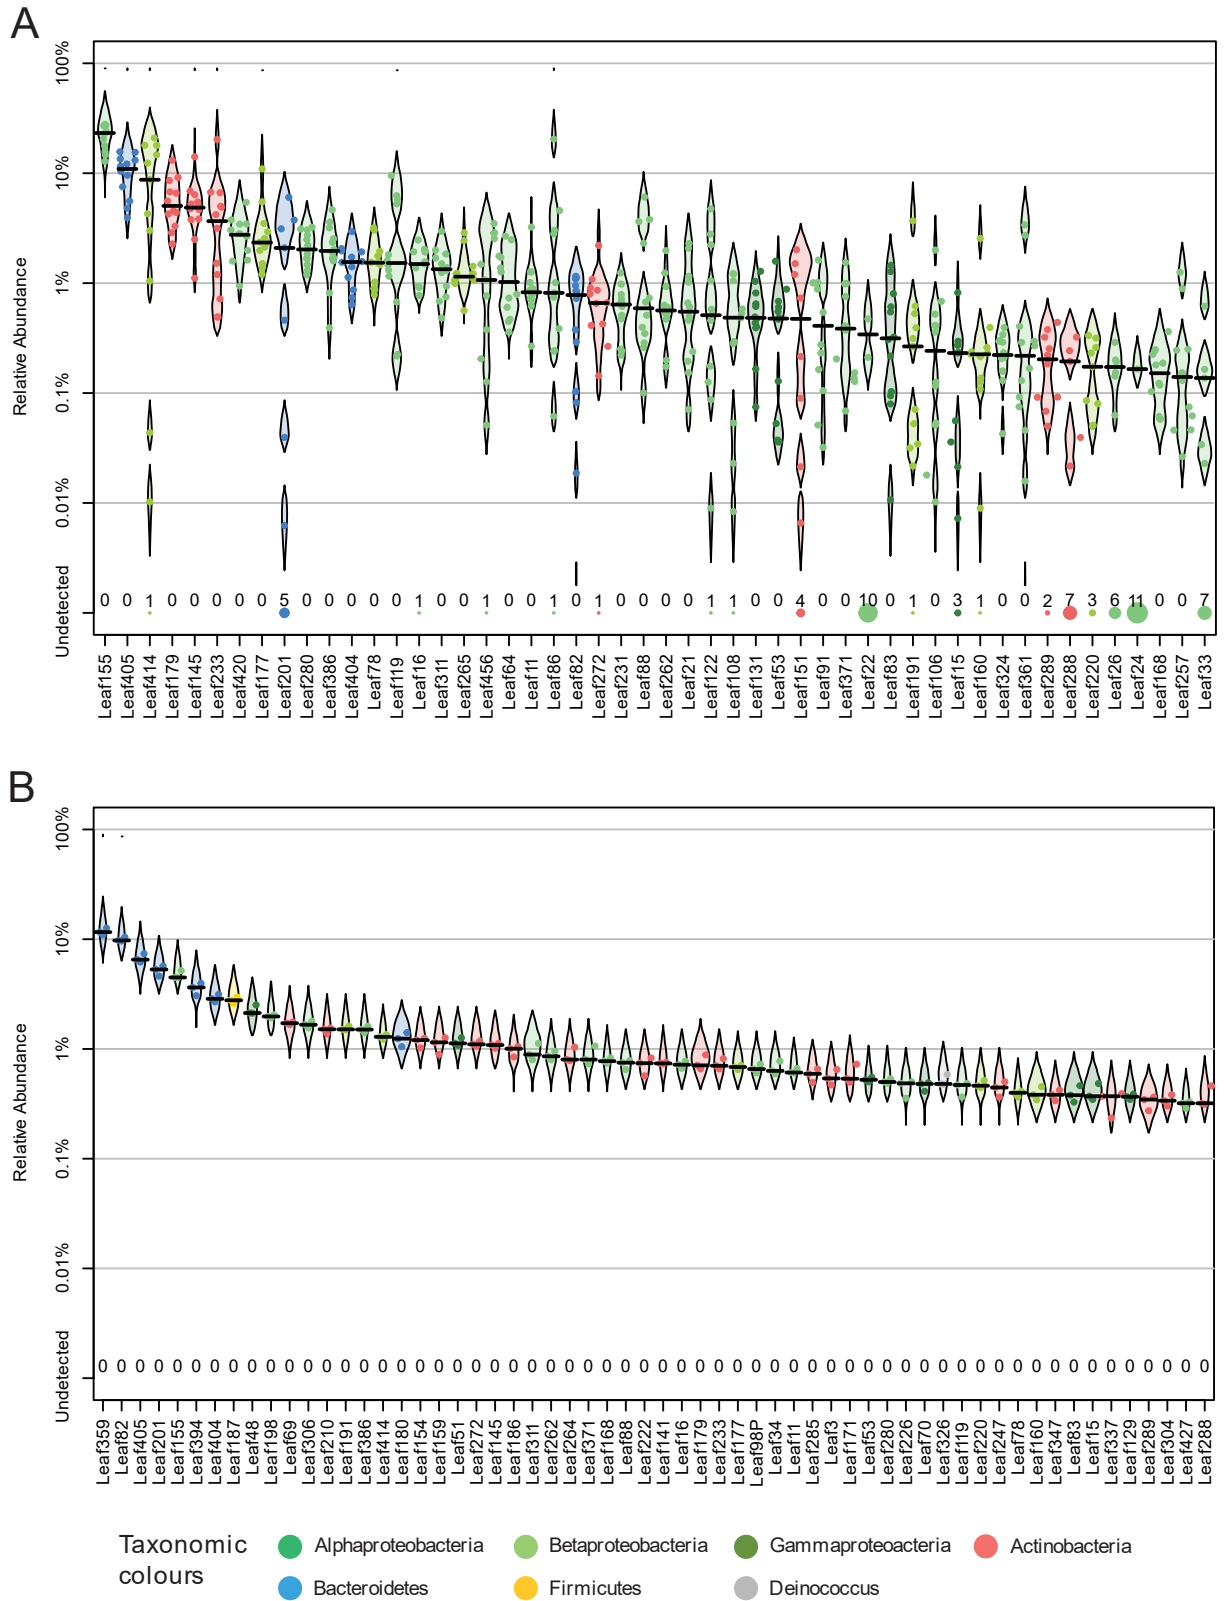 A
Relative Abundance
100%
10%
1%
0.1%
0.01%
Undetected
0 0 1 0 0 0 0 0 5 0 0 0 0 0 1 0 0 1 0 0 1 0 1 0 0 0 0 1 1 0 0 4 0 0 10 0 1 0 3 1 0 0 2 7 3 6 11 0 0 7
Leaf155
Leaf405
Leaf414
Leaf179
Leaf145
Leaf233
Leaf420
Leaf177
Leaf201
Leaf280
Leaf386
Leaf404
Leaf78
Leaf119
Leaf16
Leaf311
Leaf265
Leaf456
Leaf64
Leaf11
Leaf86
Leaf82
Leaf272
Leaf231
Leaf88
Leaf262
Leaf21
Leaf122
Leaf108
Leaf131
Leaf53
Leaf151
Leaf91
Leaf371
Leaf22
Leaf83
Leaf191
Leaf106
Leaf15
Leaf160
Leaf324
Leaf361
Leaf289
Leaf288
Leaf220
Leaf26
Leaf24
Leaf168
Leaf257
Leaf33
B
Relative Abundance
100%
10%
1%
0.1%
0.01%
Undetected
0 0 0 0 0 0 0 0 0 0 0 0 0 0 0 0 0 0 0 0 0 0 0 0 0 0 0 0 0 0 0 0 0 0 0 0 0 0 0 0 0 0 0 0 0 0 0 0 0 0 0 0 0 0 0 0 0 0 0 0
Leaf359
Leaf82
Leaf405
Leaf201
Leaf155
Leaf394
Leaf404
Leaf187
Leaf48
Leaf198
Leaf69
Leaf306
Leaf210
Leaf191
Leaf386
Leaf414
Leaf180
Leaf154
Leaf159
Leaf51
Leaf272
Leaf145
Leaf186
Leaf311
Leaf262
Leaf264
Leaf371
Leaf168
Leaf88
Leaf222
Leaf141
Leaf16
Leaf179
Leaf233
Leaf177
Leaf98P
Leaf34
Leaf11
Leaf285
Leaf3
Leaf171
Leaf53
Leaf280
Leaf226
Leaf70
Leaf326
Leaf119
Leaf220
Leaf247
Leaf78
Leaf160
Leaf347
Leaf83
Leaf15
Leaf337
Leaf129
Leaf289
Leaf304
Leaf427
Leaf288
Taxonomic
colours
Alphaproteobacteria
Betaproteobacteria
Gammaproteoacteria
Actinobacteria
Bacteroidetes
Firmicutes
Deinococcus